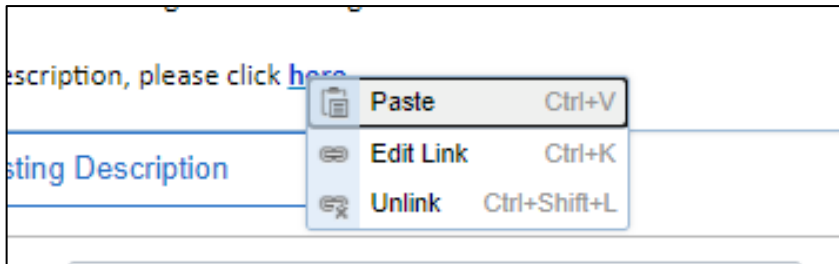 escription, please click here
Paste Ctrl+V
Edit Link Ctrl+K
sting Description
Unlink Ctrl+Shift+L